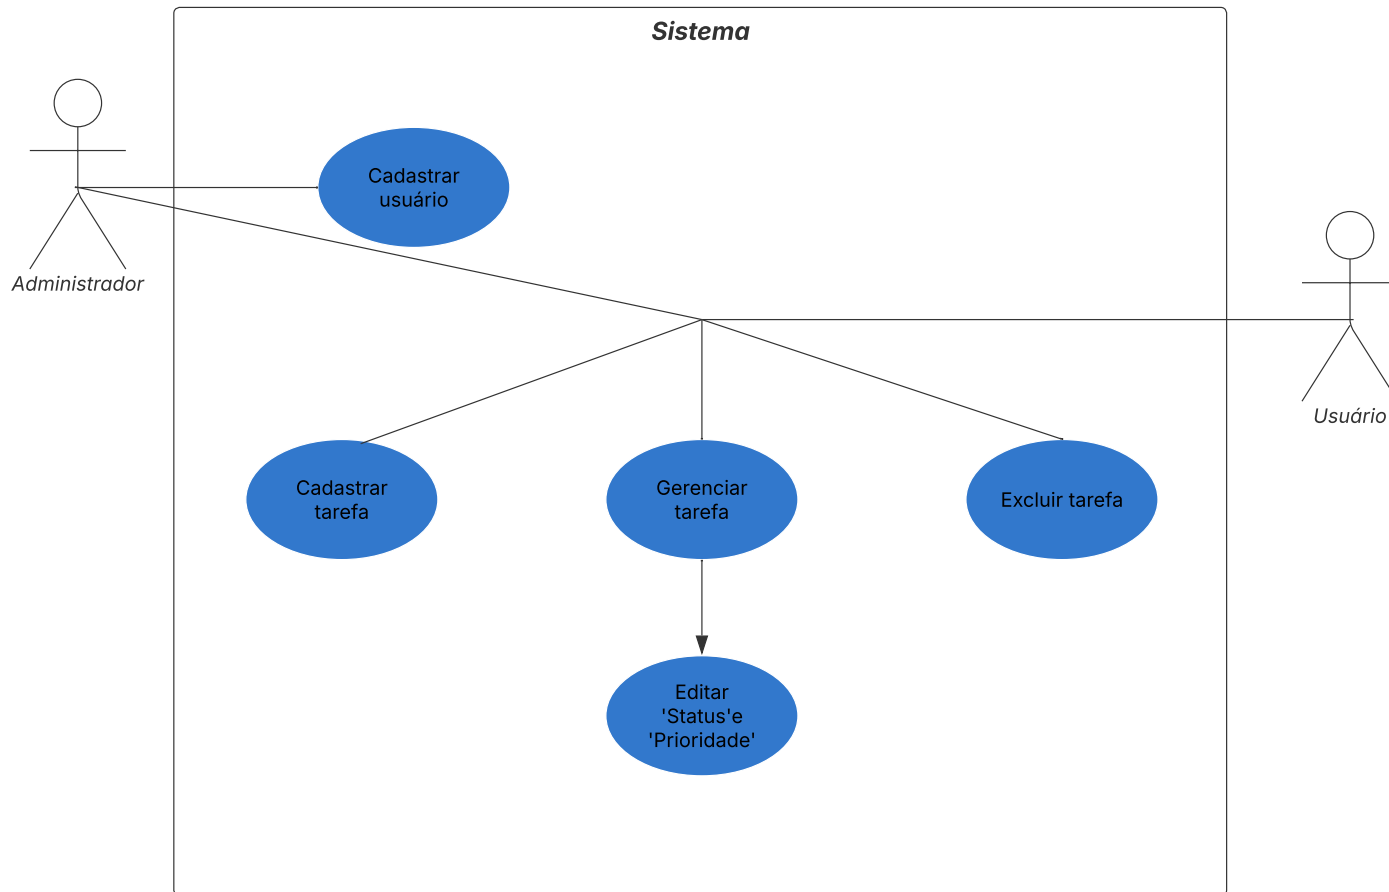 Sistema
Cadastrar
usuário
Administrador
Usuário
Cadastrar
tarefa
Gerenciar
tarefa
Excluir tarefa
Editar
'Status'e
'Prioridade'